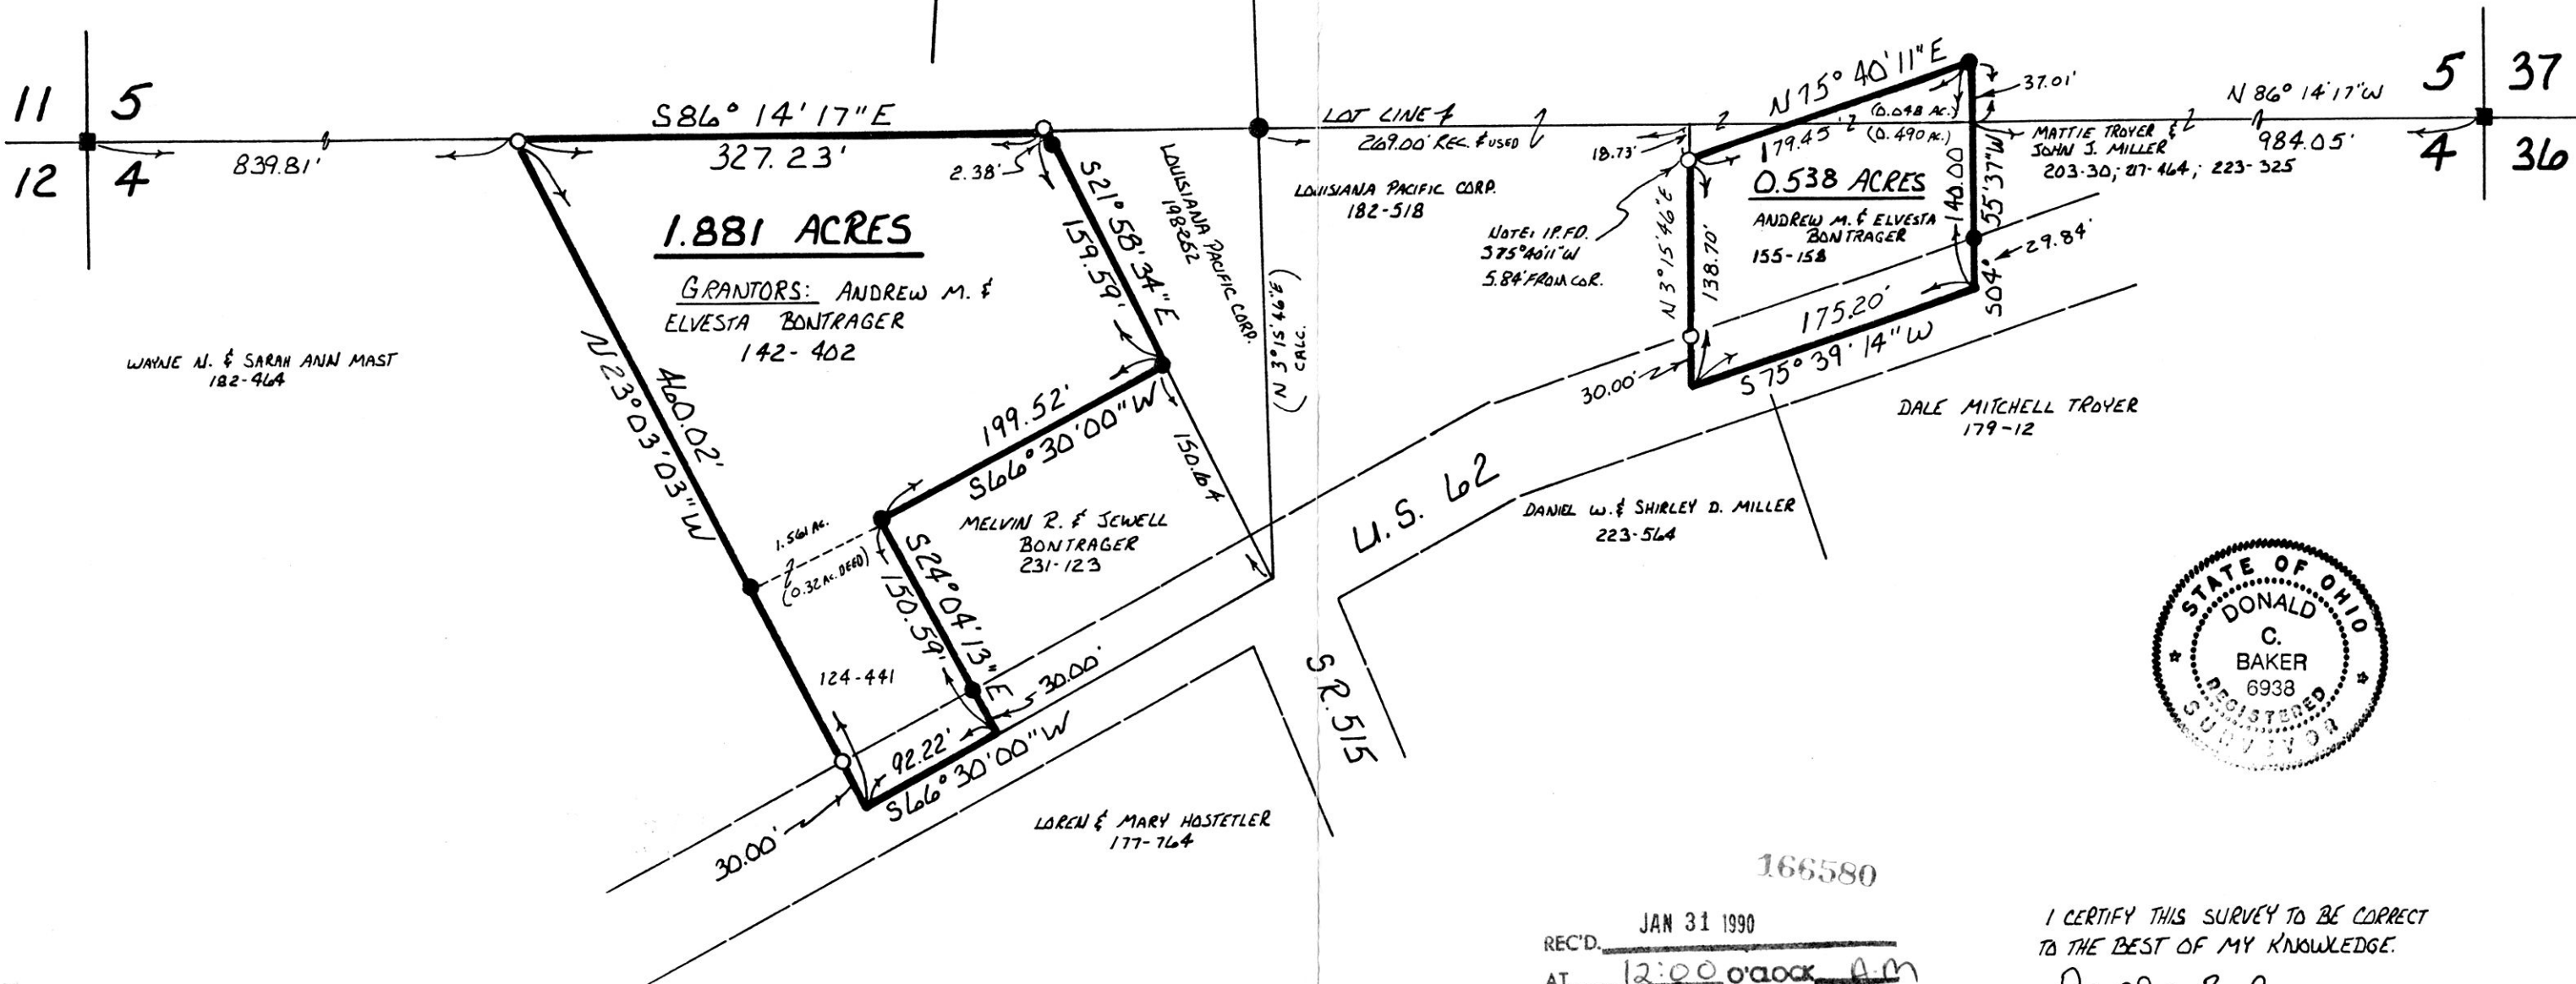 11 5
12 4
839.81'
S86° 14' 17"E
327.23'
2.38'
1.881 ACRES
GRANTORS: ANDREW M. &
ELVESTA BONTRAGER
142-402
WAYNE N. & SARAH ANN MAST
182-464
N23°03'03"W
460.02'
S21°58'34"E
159.59'
LOUISIANA PACIFIC CORP.
198-252
(N 3°15'46"E)
CALC.
199.52'
S66°30'00"W
150.64
1.561 AC.
(0.32 AC. DEED)
S24°04'13"E
150.59'
MELVIN R. & JEWELL
BONTRAGER
231-123
124-441
30.00'
92.22'
S66°30'00"W
30.00'
LOREN & MARY HOSTETLER
177-764
LOT LINE
269.00' REC. & USED
LOUISIANA PACIFIC CORP.
182-518
18.73'
NOTE: I.P. FD.
S75°40'11"W
5.84' FROM COR.
N75°40'11"E
179.45'
(0.048 AC.)
(0.490 AC.)
0.538 ACRES
ANDREW M. & ELVESTA
BONTRAGER
155-158
N 3°15'46"E
138.70'
140.00
S04°55'37"W
37.01'
29.84'
175.20'
S75°39'14"W
30.00'
MATTIE TROYER &
JOHN J. MILLER
203-30; 217-464; 223-325
N 86°14'17"W
984.05'
5 37
4 36
DALE MITCHELL TROYER
179-12
DANIEL W. & SHIRLEY D. MILLER
223-564
U.S. 62
S.R. 515
STATE OF OHIO
DONALD
C.
BAKER
6938
REGISTERED
SURVEYOR
166580
REC'D. JAN 31 1990
AT 12:00 O'CLOCK A.M
I CERTIFY THIS SURVEY TO BE CORRECT
TO THE BEST OF MY KNOWLEDGE.